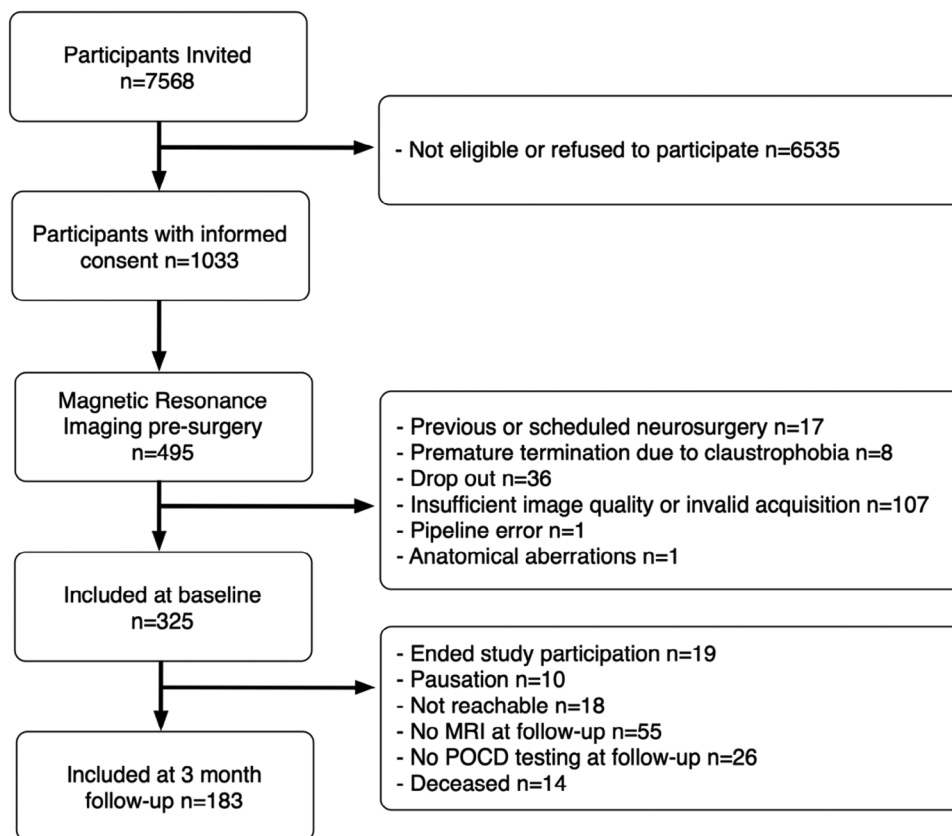 Participants Invited
n=7568
- Not eligible or refused to participate n=6535
Participants with informed
consent n=1033
Magnetic Resonance
Imaging pre-surgery
n=495
- Previous or scheduled neurosurgery n=17
- Premature termination due to claustrophobia n=8
- Drop out n=36
- Insufficient image quality or invalid acquisition n=107
- Pipeline error n=1
- Anatomical aberrations n=1
Included at baseline
n=325
- Ended study participation n=19
- Pausation n=10
- Not reachable n=18
- No MRI at follow-up n=55
- No POCD testing at follow-up n=26
- Deceased n=14
Included at 3 month
follow-up n=183